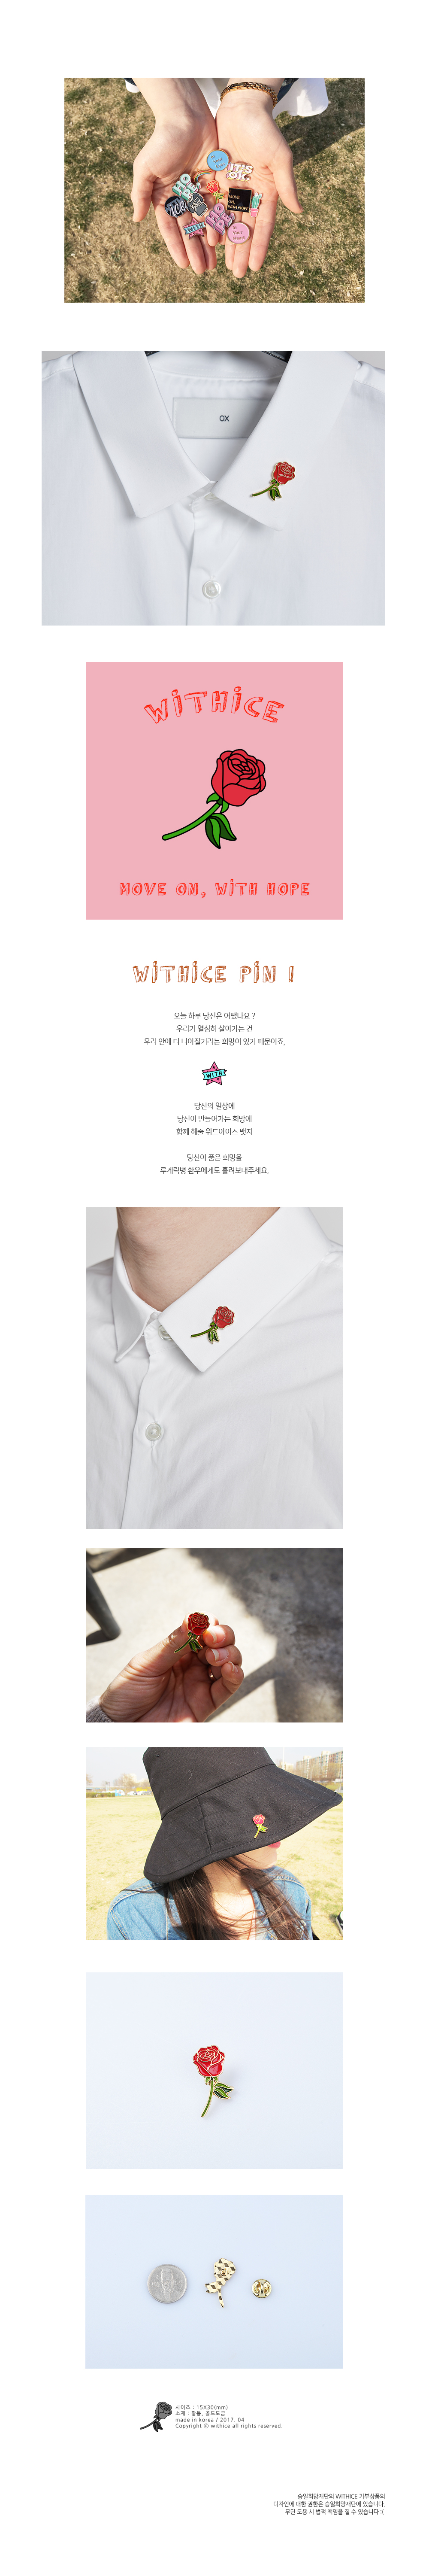 IT'S
OK.
WITH
OX
WITHICE
MOVE ON, WITH HOPE
WITHICE PIN !
오늘 하루 당신은 어땠나요 ?
우리가 열심히 살아가는 건
우리 안에 더 나아질거라는 희망이 있기 때문이죠.
WITH
당신의 일상에
당신이 만들어가는 희망에
함께 해줄 위드아이스 뱃지
당신이 품은 희망을
루게릭병 환우에게도 흘려보내주세요.
사이즈 : 15X30(mm)
소재 : 황동, 골드도금
made in korea / 2017. 04
Copyright ⓒ withice all rights reserved.
승일희망재단의 WITHICE 기부상품의
디자인에 대한 권한은 승일희망재단에 있습니다.
무단 도용 시 법적 책임을 질 수 있습니다 :(